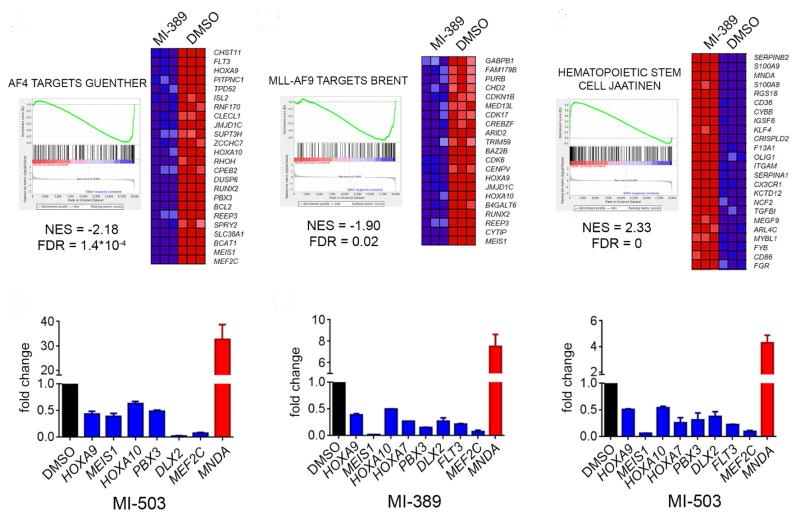 MI-389
DMSO
AF4 TARGETS GUENTHER
CHST11
FLT3
HOXA9
PITPNC1
TPD52
ISL2
RNF170
CLECL1
JMJD1C
SUPT3H
ZCCHC7
HOXA10
RHOH
CPEB2
DUSP6
RUNX2
PBX3
BCL2
REEP3
SPRY2
SLC38A1
BCAT1
MEIS1
MEF2C
NES = -2.18
FDR = 1.4*10-4
MI-389
DMSO
MLL-AF9 TARGETS BRENT
GABPB1
FAM179B
PURB
CHD2
CDKN1B
MED13L
CDK17
CREBZF
ARID2
TRIM59
BAZ2B
CDK6
CENPV
HOXA9
JMJD1C
HOXA10
B4GALT6
RUNX2
REEP3
CYTIP
MEIS1
NES = -1.90
FDR = 0.02
MI-389
DMSO
HEMATOPOIETIC STEM
CELL JAATINEN
SERPINB2
S100A9
MNDA
S100A8
RGS18
CD36
CYBB
IGSF6
KLF4
CRISPLD2
F13A1
OLIG1
ITGAM
SERPINA1
CX3CR1
KCTD12
NCF2
TGFBI
MEGF9
ARL4C
MYBL1
FYB
CD86
FGR
NES = 2.33
FDR = 0
fold change
40
30
20
1.0
0.5
0.0
DMSO
HOXA9
MEIS1
HOXA10
PBX3
DLX2
MEF2C
MNDA
MI-503
fold change
10
8
6
1.0
0.5
0.0
DMSO
HOXA9
MEIS1
HOXA10
HOXA7
PBX3
DLX2
FLT3
MEF2C
MNDA
MI-389
fold change
6
4
2
1.0
0.5
0.0
DMSO
HOXA9
MEIS1
HOXA10
HOXA7
PBX3
DLX2
FLT3
MEF2C
MNDA
MI-503